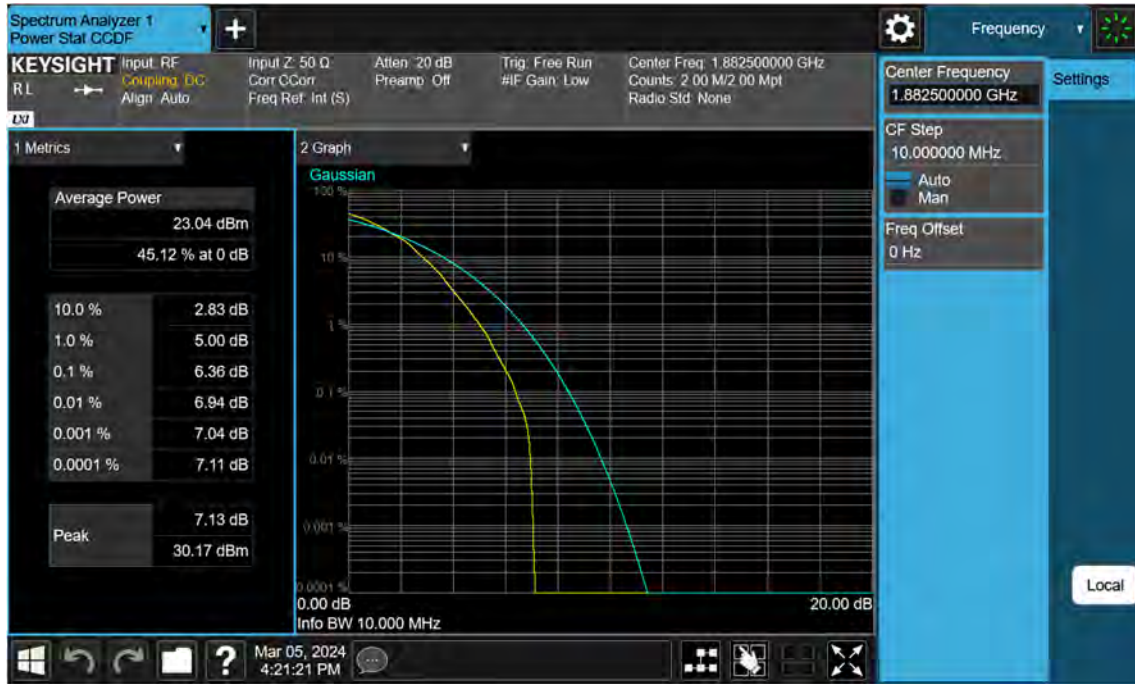 Spectrum Analyzer 1
Power Stat CCDF
+
Frequency
KEYSIGHT
RL
LXI
Input: RF
Coupling: DC
Align: Auto
Input Z: 50 Ω
Corr CCorr
Freq Ref: Int (S)
Atten: 20 dB
Preamp: Off
Trig: Free Run
#IF Gain: Low
Center Freq: 1.882500000 GHz
Counts: 2.00 M/2.00 Mpt
Radio Std: None
Center Frequency
1.882500000 GHz
Settings
CF Step
10.000000 MHz
Auto
Man
Freq Offset
0 Hz
Local
1 Metrics
Average Power
23.04 dBm
45.12 % at 0 dB
10.0 % 2.83 dB
1.0 % 5.00 dB
0.1 % 6.36 dB
0.01 % 6.94 dB
0.001 % 7.04 dB
0.0001 % 7.11 dB
Peak
7.13 dB
30.17 dBm
2 Graph
Gaussian
100 %
10 %
1 %
0.1 %
0.01 %
0.001 %
0.0001 %
0.00 dB 20.00 dB
Info BW 10.000 MHz
?
Mar 05, 2024
4:21:21 PM